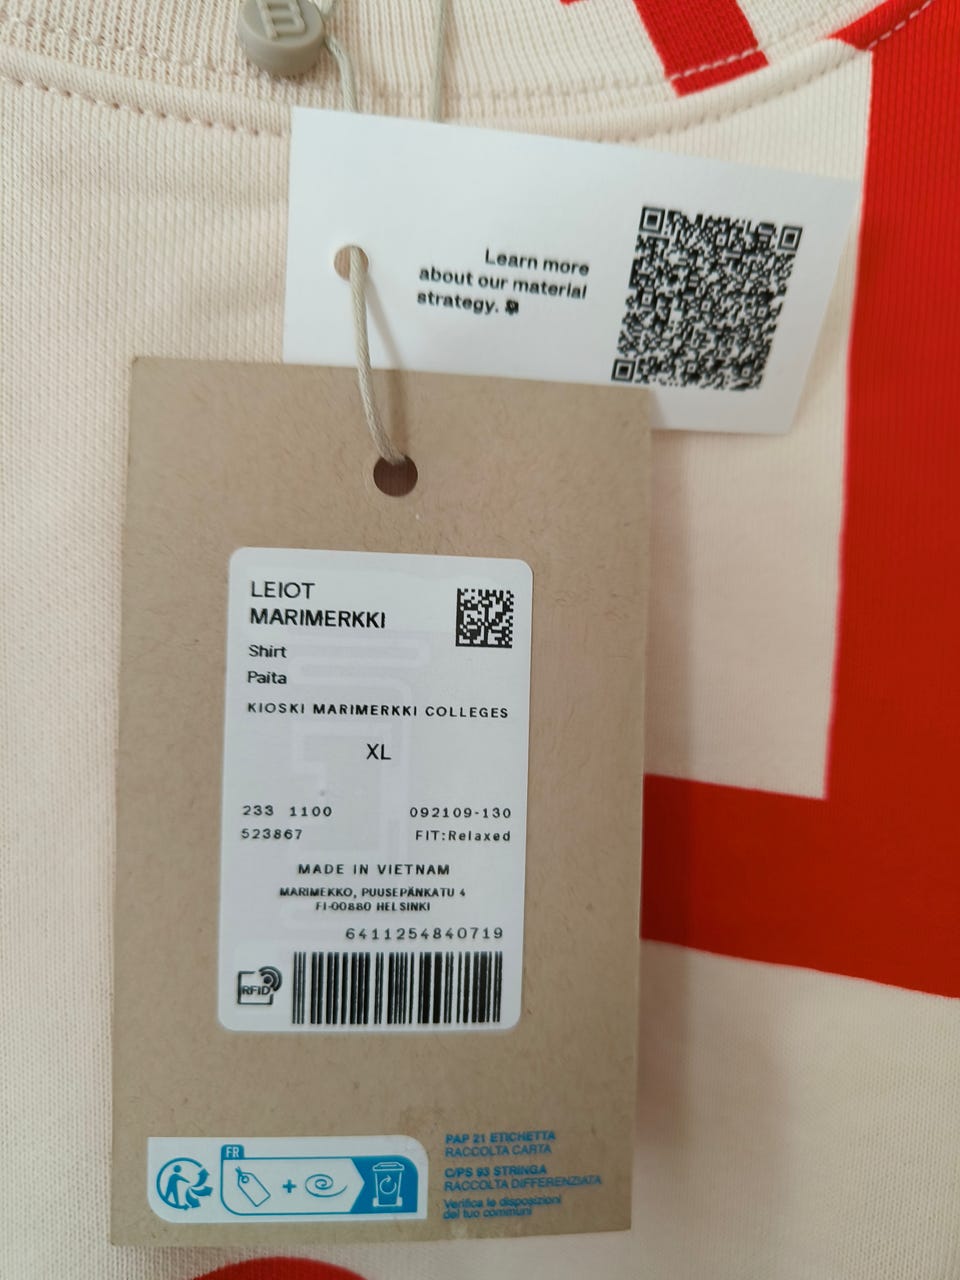 m
Learn more
about our material
strategy.
LEIOT
MARIMERKKI
Shirt
Paita
KIOSKI MARIMERKKI COLLEGES
XL
233 1100 092109-130
523867 FIT:Relaxed
MADE IN VIETNAM
MARIMEKKO, PUUSEPÄNKATU 4
FI-00880 HELSINKI
6411254840719
RFID
FR
+
PAP 21 ETICHETTA
RACCOLTA CARTA
C/PS 93 STRINGA
RACCOLTA DIFFERENZIATA
Verifica le disposizioni
del tuo communi